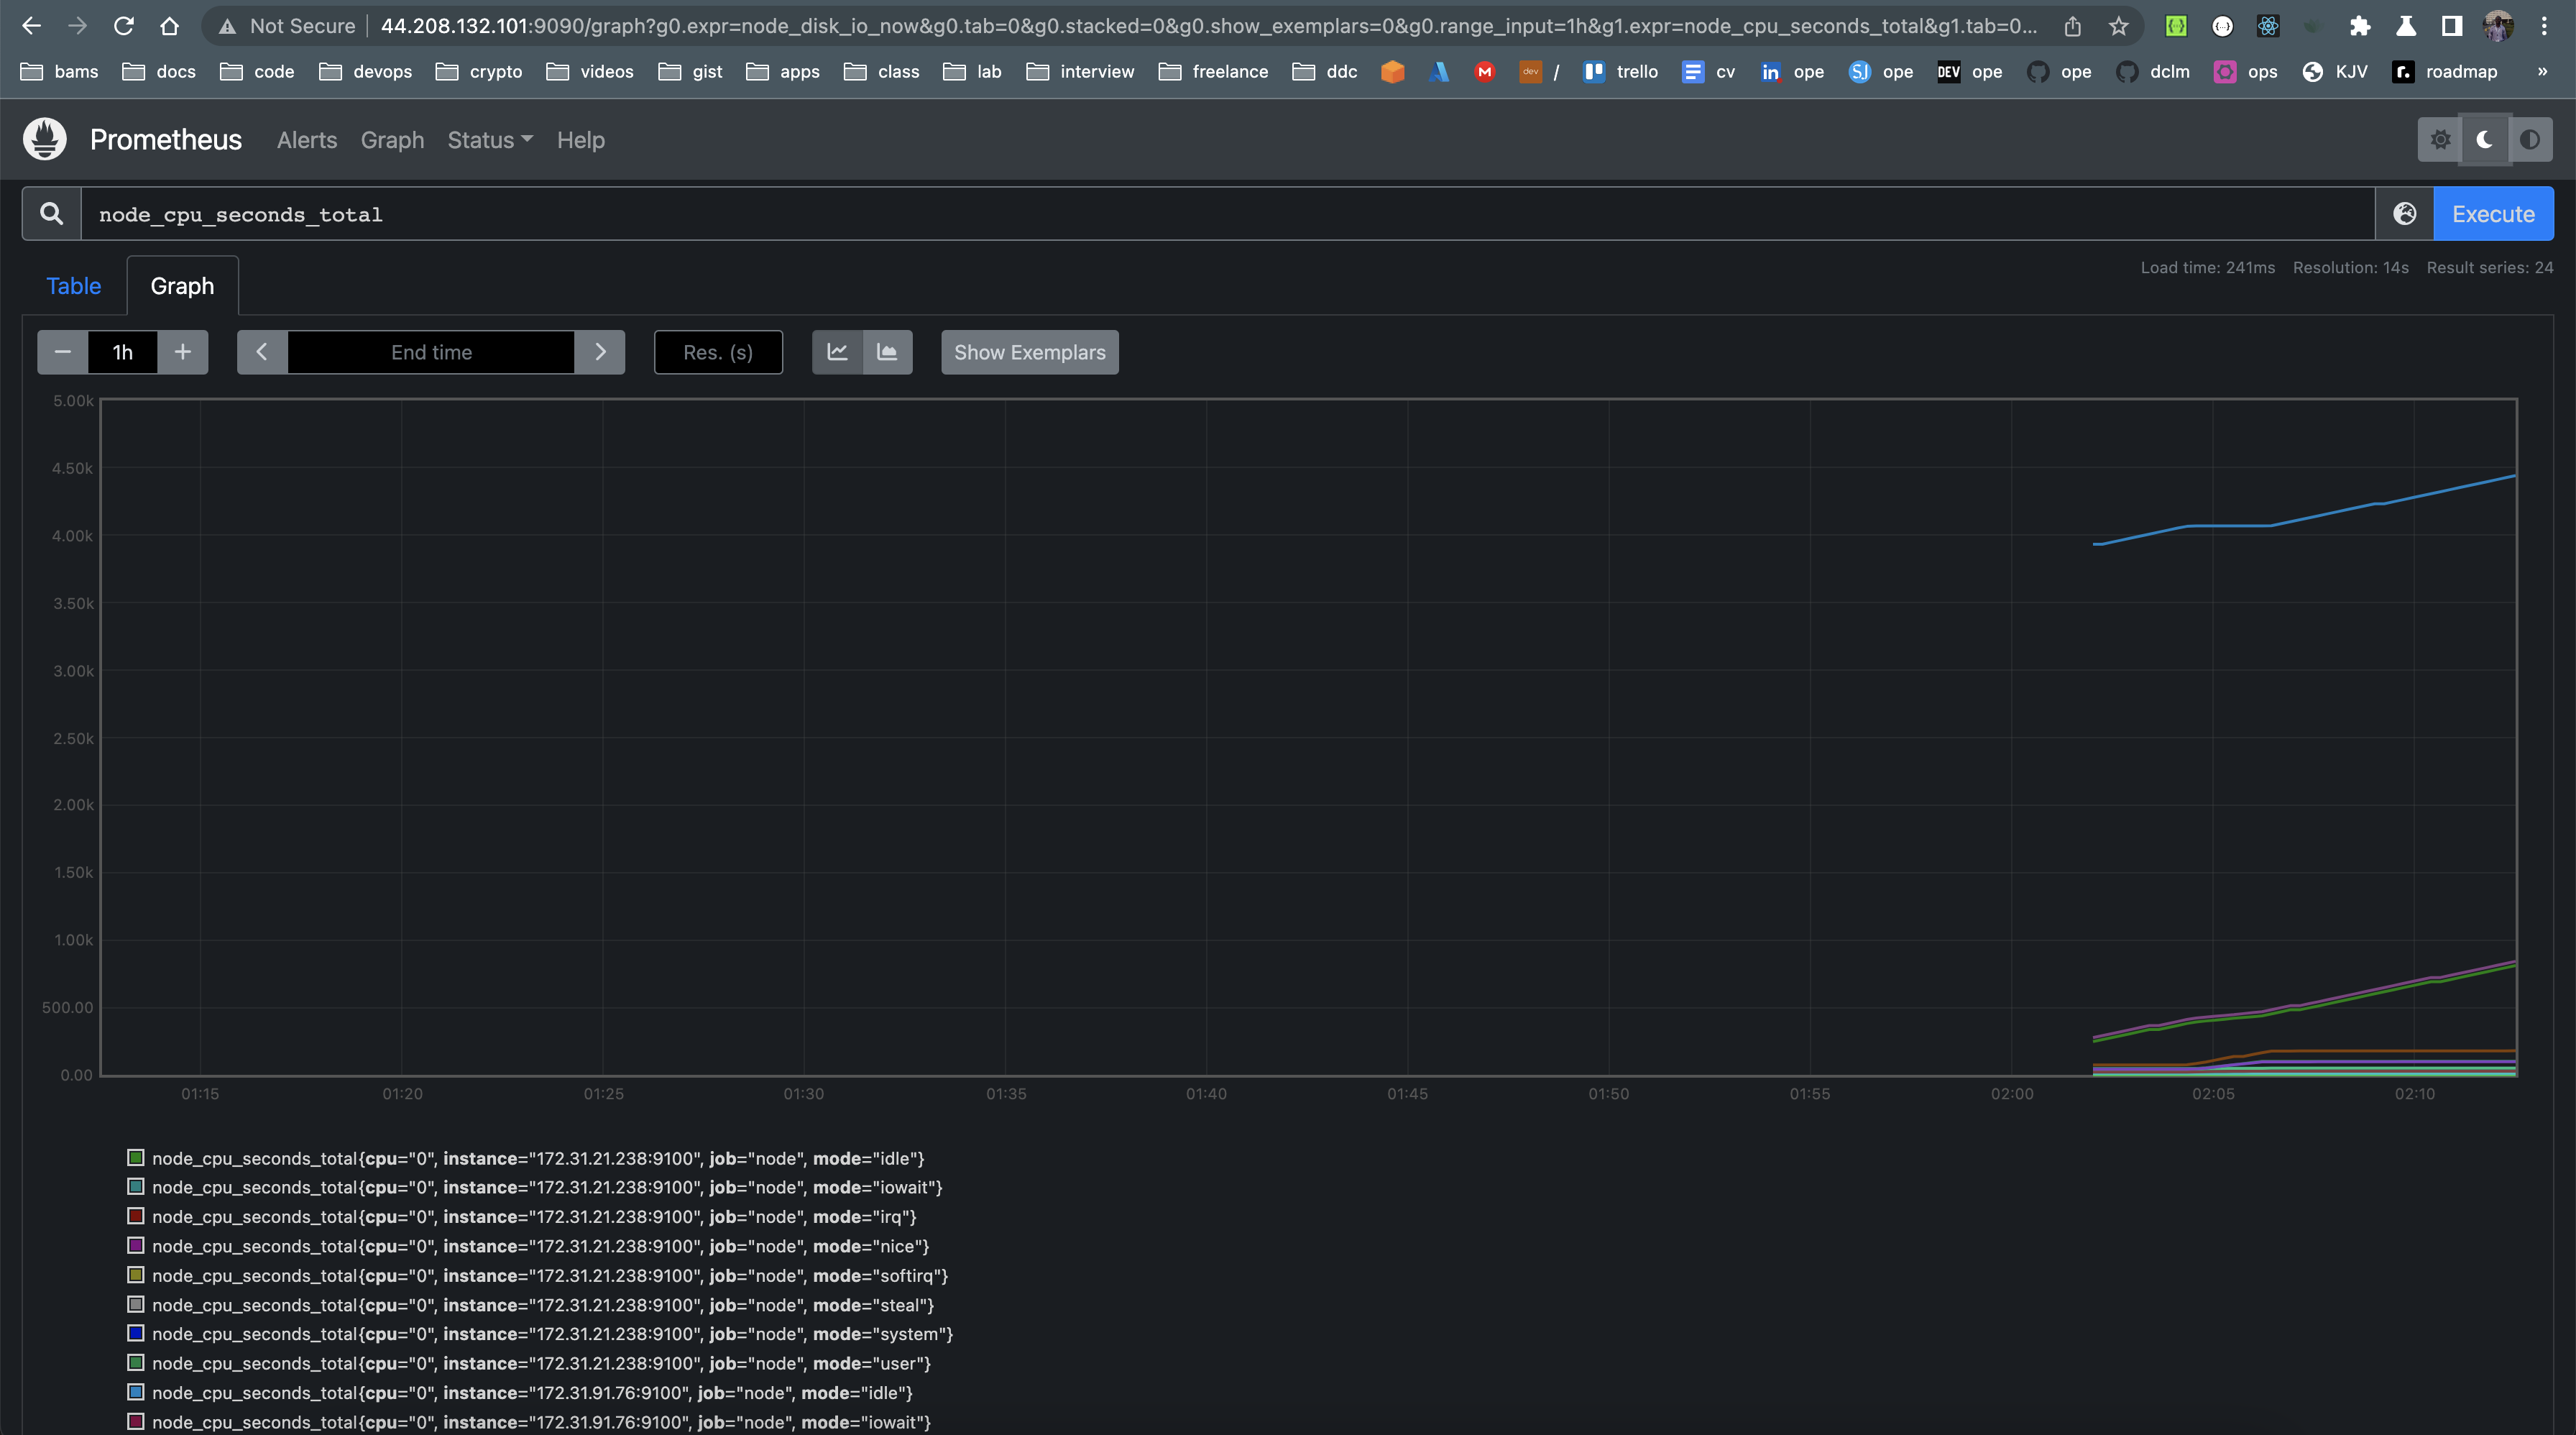 Not Secure 44.208.132.101:9090/graph?g0.expr=node_disk_io_now&g0.tab=0&g0.stacked=0&g0.show_exemplars=0&g0.range_input=1h&g1.expr=node_cpu_seconds_total&g1.tab=0...
bams docs code devops crypto videos gist apps class lab interview freelance ddc M dev / trello cv in ope SJ ope DEV ope ope dclm ops KJV r. roadmap »
Prometheus Alerts Graph Status Help
node_cpu_seconds_total Execute
Table Graph Load time: 241ms Resolution: 14s Result series: 24
− 1h + End time Res. (s) Show Exemplars
5.00k
4.50k
4.00k
3.50k
3.00k
2.50k
2.00k
1.50k
1.00k
500.00
0.00
01:15 01:20 01:25 01:30 01:35 01:40 01:45 01:50 01:55 02:00 02:05 02:10
node_cpu_seconds_total{cpu="0", instance="172.31.21.238:9100", job="node", mode="idle"}
node_cpu_seconds_total{cpu="0", instance="172.31.21.238:9100", job="node", mode="iowait"}
node_cpu_seconds_total{cpu="0", instance="172.31.21.238:9100", job="node", mode="irq"}
node_cpu_seconds_total{cpu="0", instance="172.31.21.238:9100", job="node", mode="nice"}
node_cpu_seconds_total{cpu="0", instance="172.31.21.238:9100", job="node", mode="softirq"}
node_cpu_seconds_total{cpu="0", instance="172.31.21.238:9100", job="node", mode="steal"}
node_cpu_seconds_total{cpu="0", instance="172.31.21.238:9100", job="node", mode="system"}
node_cpu_seconds_total{cpu="0", instance="172.31.21.238:9100", job="node", mode="user"}
node_cpu_seconds_total{cpu="0", instance="172.31.91.76:9100", job="node", mode="idle"}
node_cpu_seconds_total{cpu="0", instance="172.31.91.76:9100", job="node", mode="iowait"}